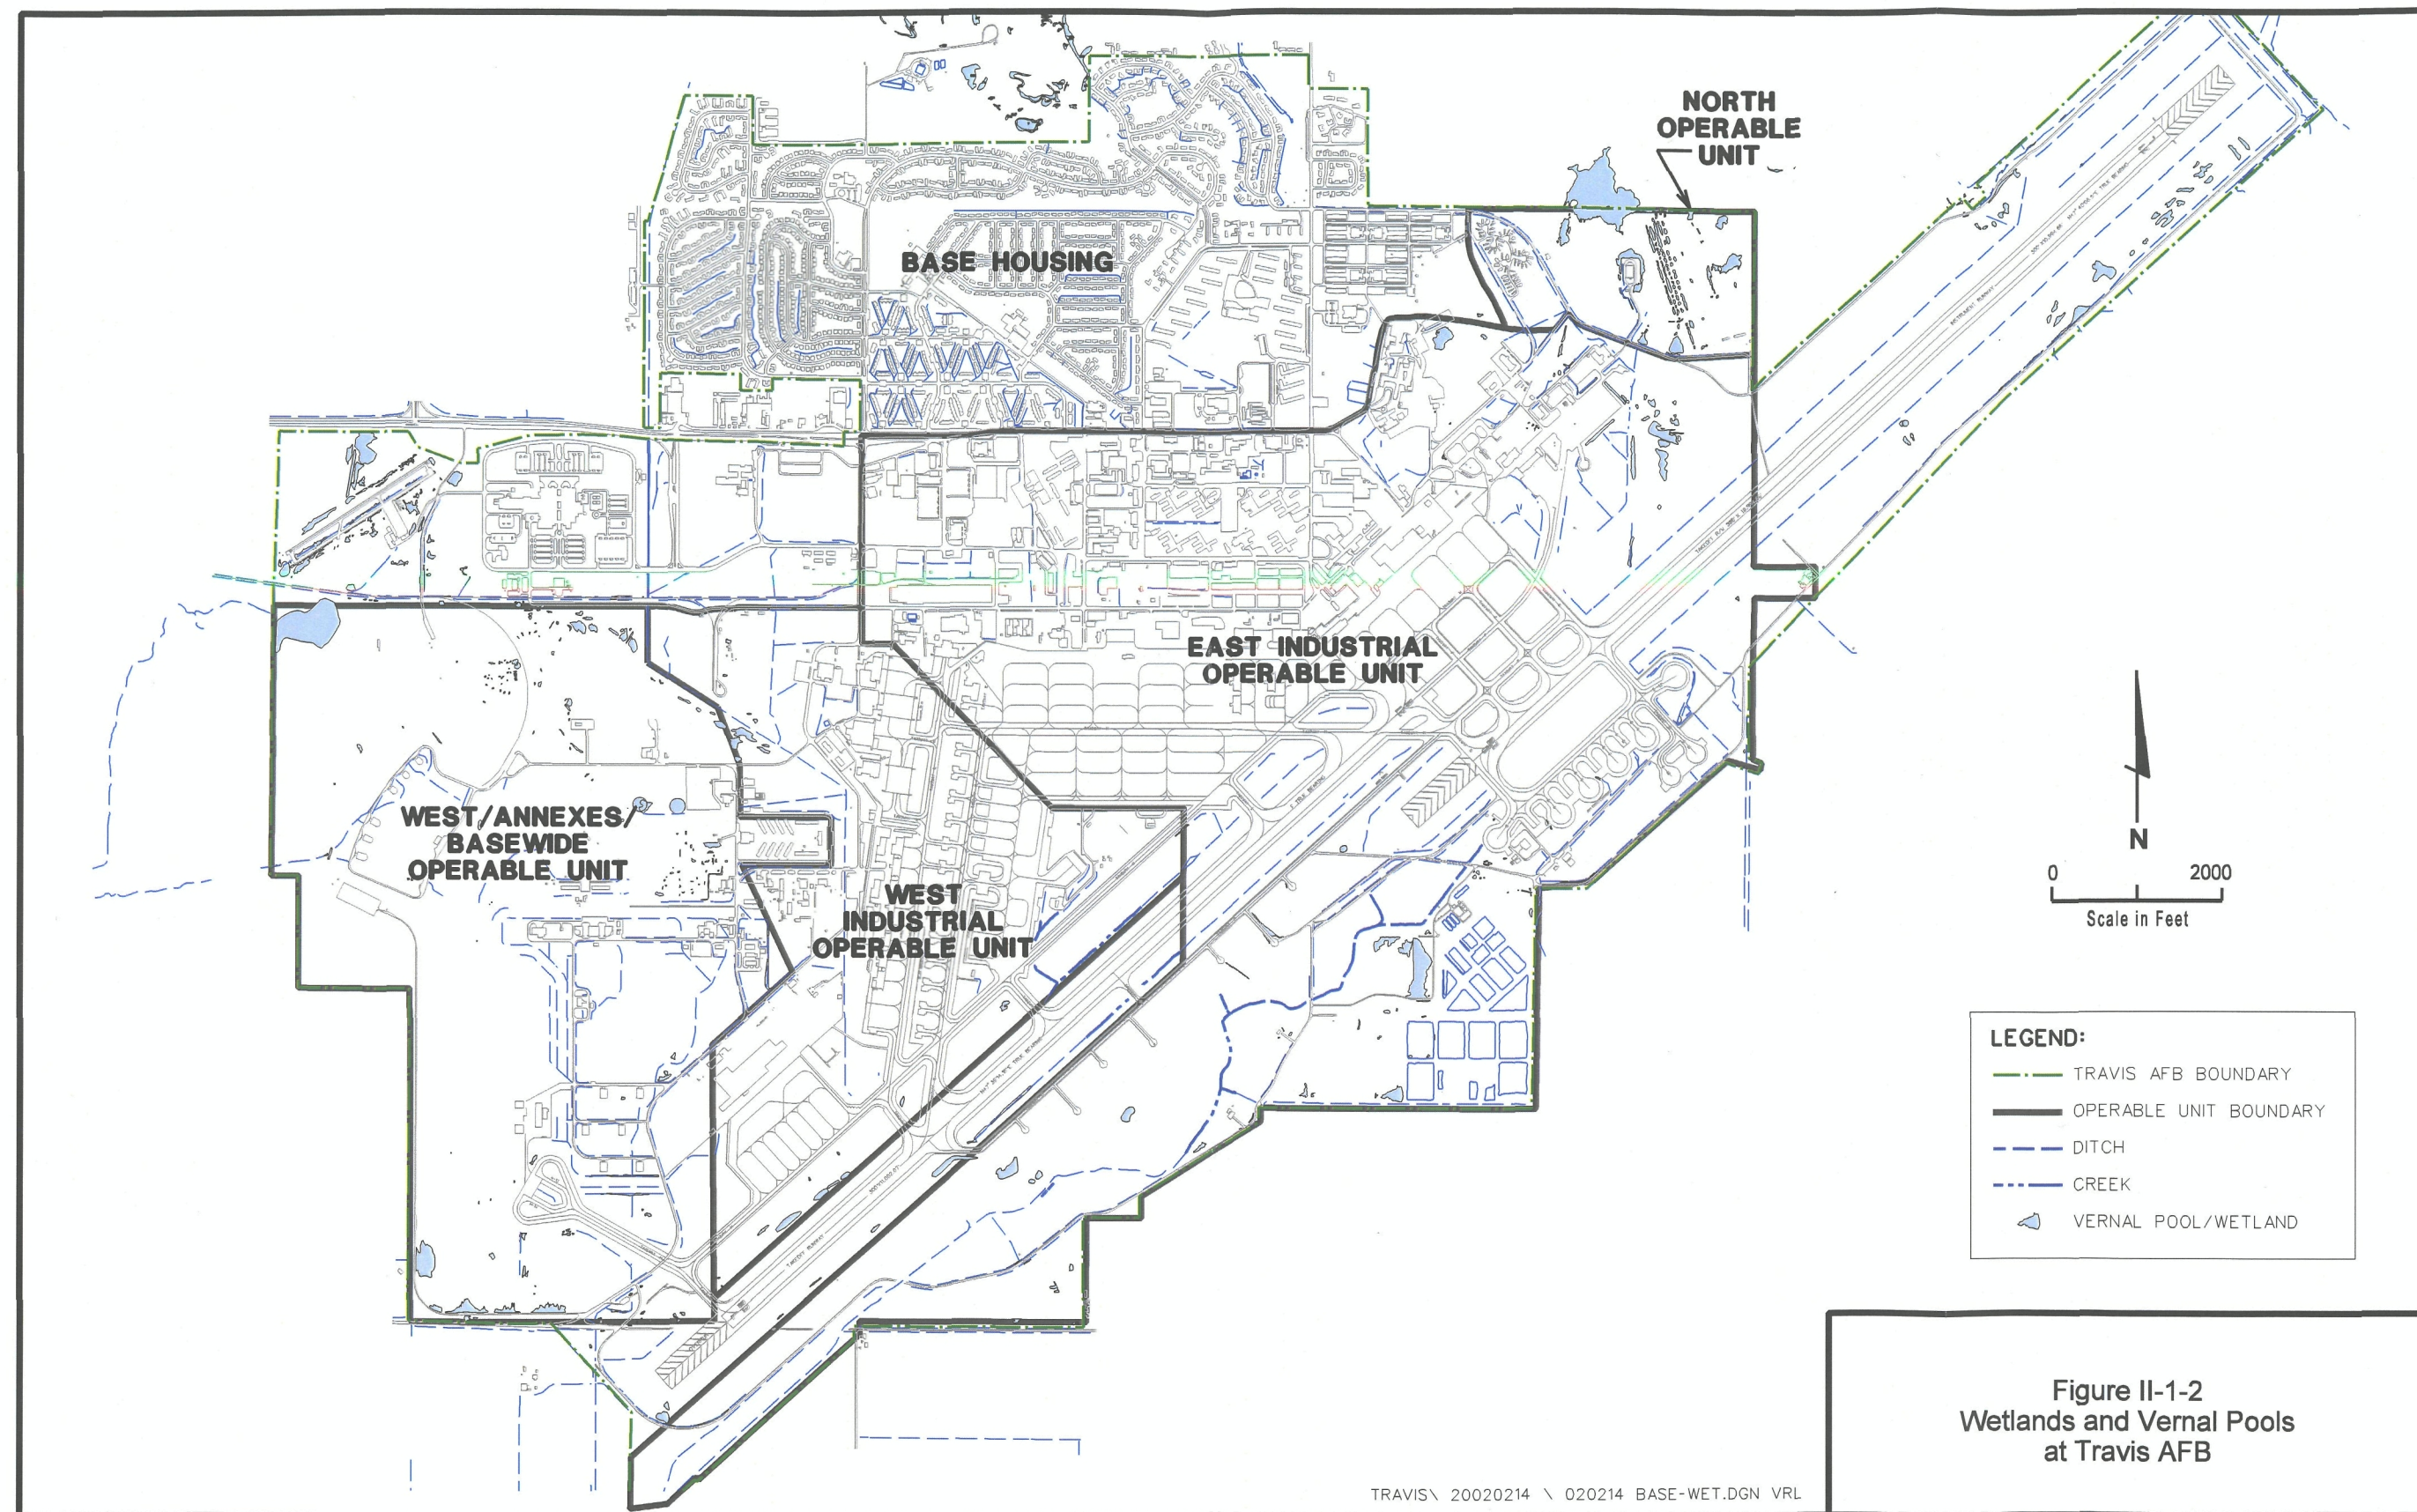 NORTH
OPERABLE
UNIT
BASE HOUSING
EAST INDUSTRIAL
OPERABLE UNIT
WEST/ANNEXES/
BASEWIDE
OPERABLE UNIT
WEST
INDUSTRIAL
OPERABLE UNIT
N
0 2000
Scale in Feet
LEGEND:
TRAVIS AFB BOUNDARY
OPERABLE UNIT BOUNDARY
DITCH
CREEK
VERNAL POOL/WETLAND
Figure II-1-2
Wetlands and Vernal Pools
at Travis AFB
TRAVIS\ 20020214 \ 020214 BASE-WET.DGN VRL